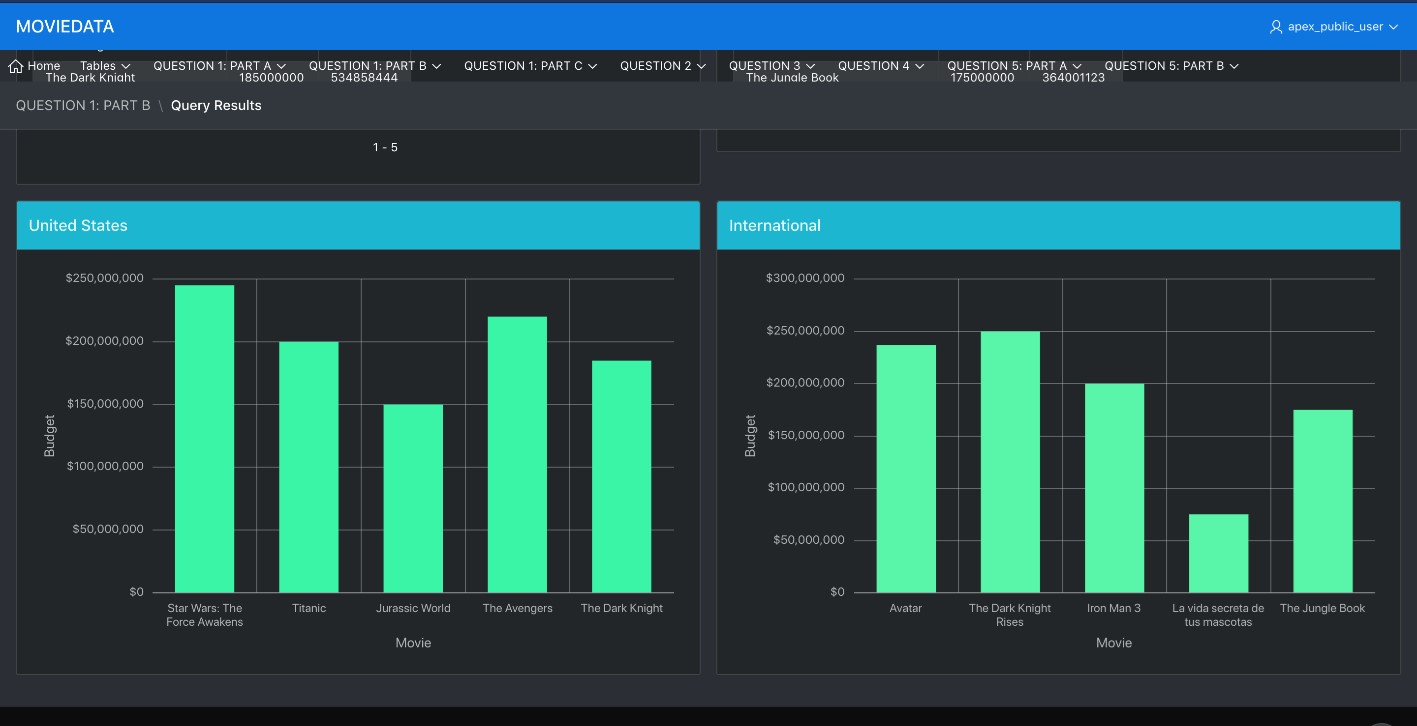 MOVIEDATA
apex_public_user
Home Tables QUESTION 1: PART A QUESTION 1: PART B QUESTION 1: PART C QUESTION 2 QUESTION 3 QUESTION 4 QUESTION 5: PART A QUESTION 5: PART B
The Dark Knight 185000000 534858444
The Jungle Book 175000000 364001123
QUESTION 1: PART B \ Query Results
1 - 5
United States
$250,000,000
$200,000,000
$150,000,000
$100,000,000
$50,000,000
$0
Budget
Star Wars: The
Force Awakens
Titanic
Jurassic World
The Avengers
The Dark Knight
Movie
International
$300,000,000
$250,000,000
$200,000,000
$150,000,000
$100,000,000
$50,000,000
$0
Budget
Avatar
The Dark Knight
Rises
Iron Man 3
La vida secreta de
tus mascotas
The Jungle Book
Movie